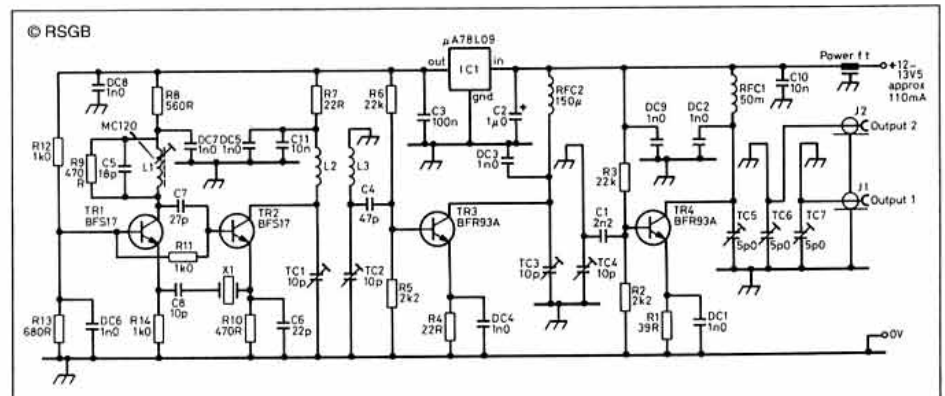 © RSGB
µA78L09
out
IC1
in
gnd
Power ft
+12–
13V5
approx
110mA
DC8
1n0
R8
560R
R7
22R
R6
22k
C3
100n
C2
1µ0
RFC2
150µ
DC9
1n0
DC2
1n0
RFC1
50m
C10
10n
J2
Output 2
J1
Output 1
MC120
R12
1k0
R9
470
R
C5
18p
L1
DC7
1n0
DC5
1n0
C11
10n
L2
L3
C4
47p
DC3
1n0
R3
22k
C1
2n2
TR1
BFS17
C7
27p
TR2
BFS17
R11
1k0
TR3
BFR93A
TR4
BFR93A
TC5
5p0
TC6
5p0
TC7
5p0
TC1
10p
TC2
10p
TC3
10p
TC4
10p
X1
C8
10p
R5
2k2
R2
2k2
R13
680R
DC6
1n0
R14
1k0
R10
470R
C6
22p
R4
22R
DC4
1n0
R1
39R
DC1
1n0
0V